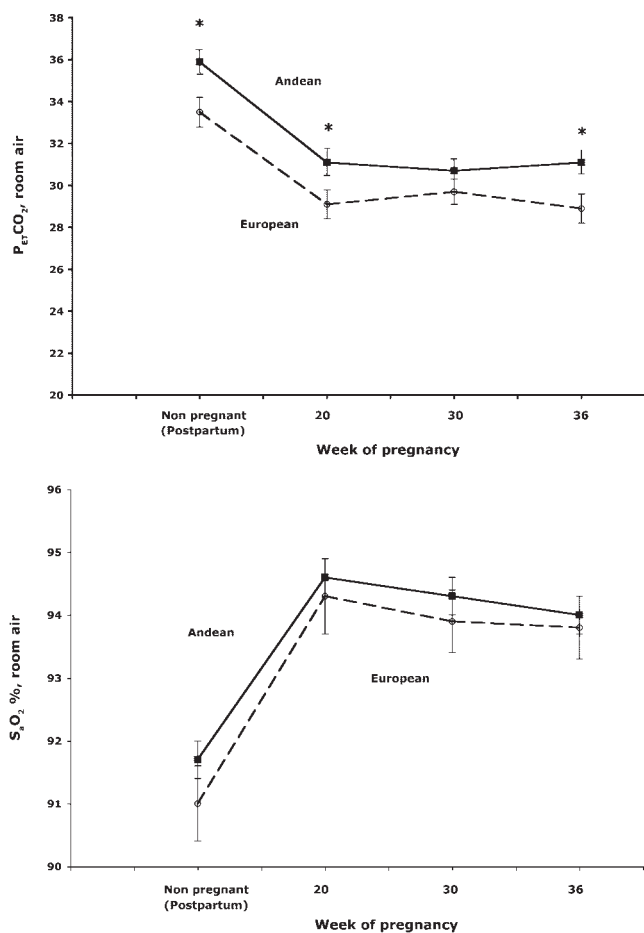 38
36
34
32
30
28
26
24
22
20
P_ET CO₂, room air
*
*
*
Andean
European
Non pregnant
(Postpartum)
20
30
36
Week of pregnancy
96
95
94
93
92
91
90
SₐO₂ %, room air
Andean
European
Non pregnant
(Postpartum)
20
30
36
Week of pregnancy